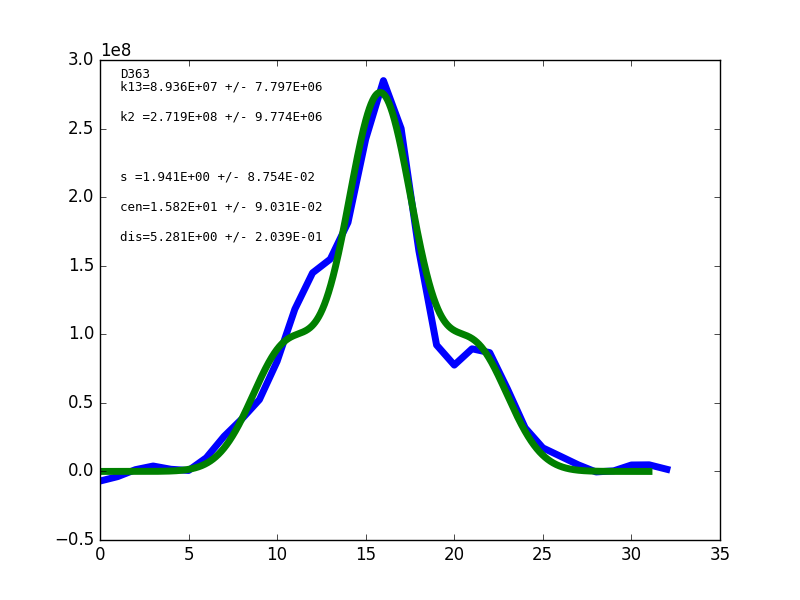 1e8
3.0
2.5
2.0
1.5
1.0
0.5
0.0
−0.5
D363
k13=8.936E+07 +/- 7.797E+06
k2 =2.719E+08 +/- 9.774E+06
s =1.941E+00 +/- 8.754E-02
cen=1.582E+01 +/- 9.031E-02
dis=5.281E+00 +/- 2.039E-01
0 5 10 15 20 25 30 35